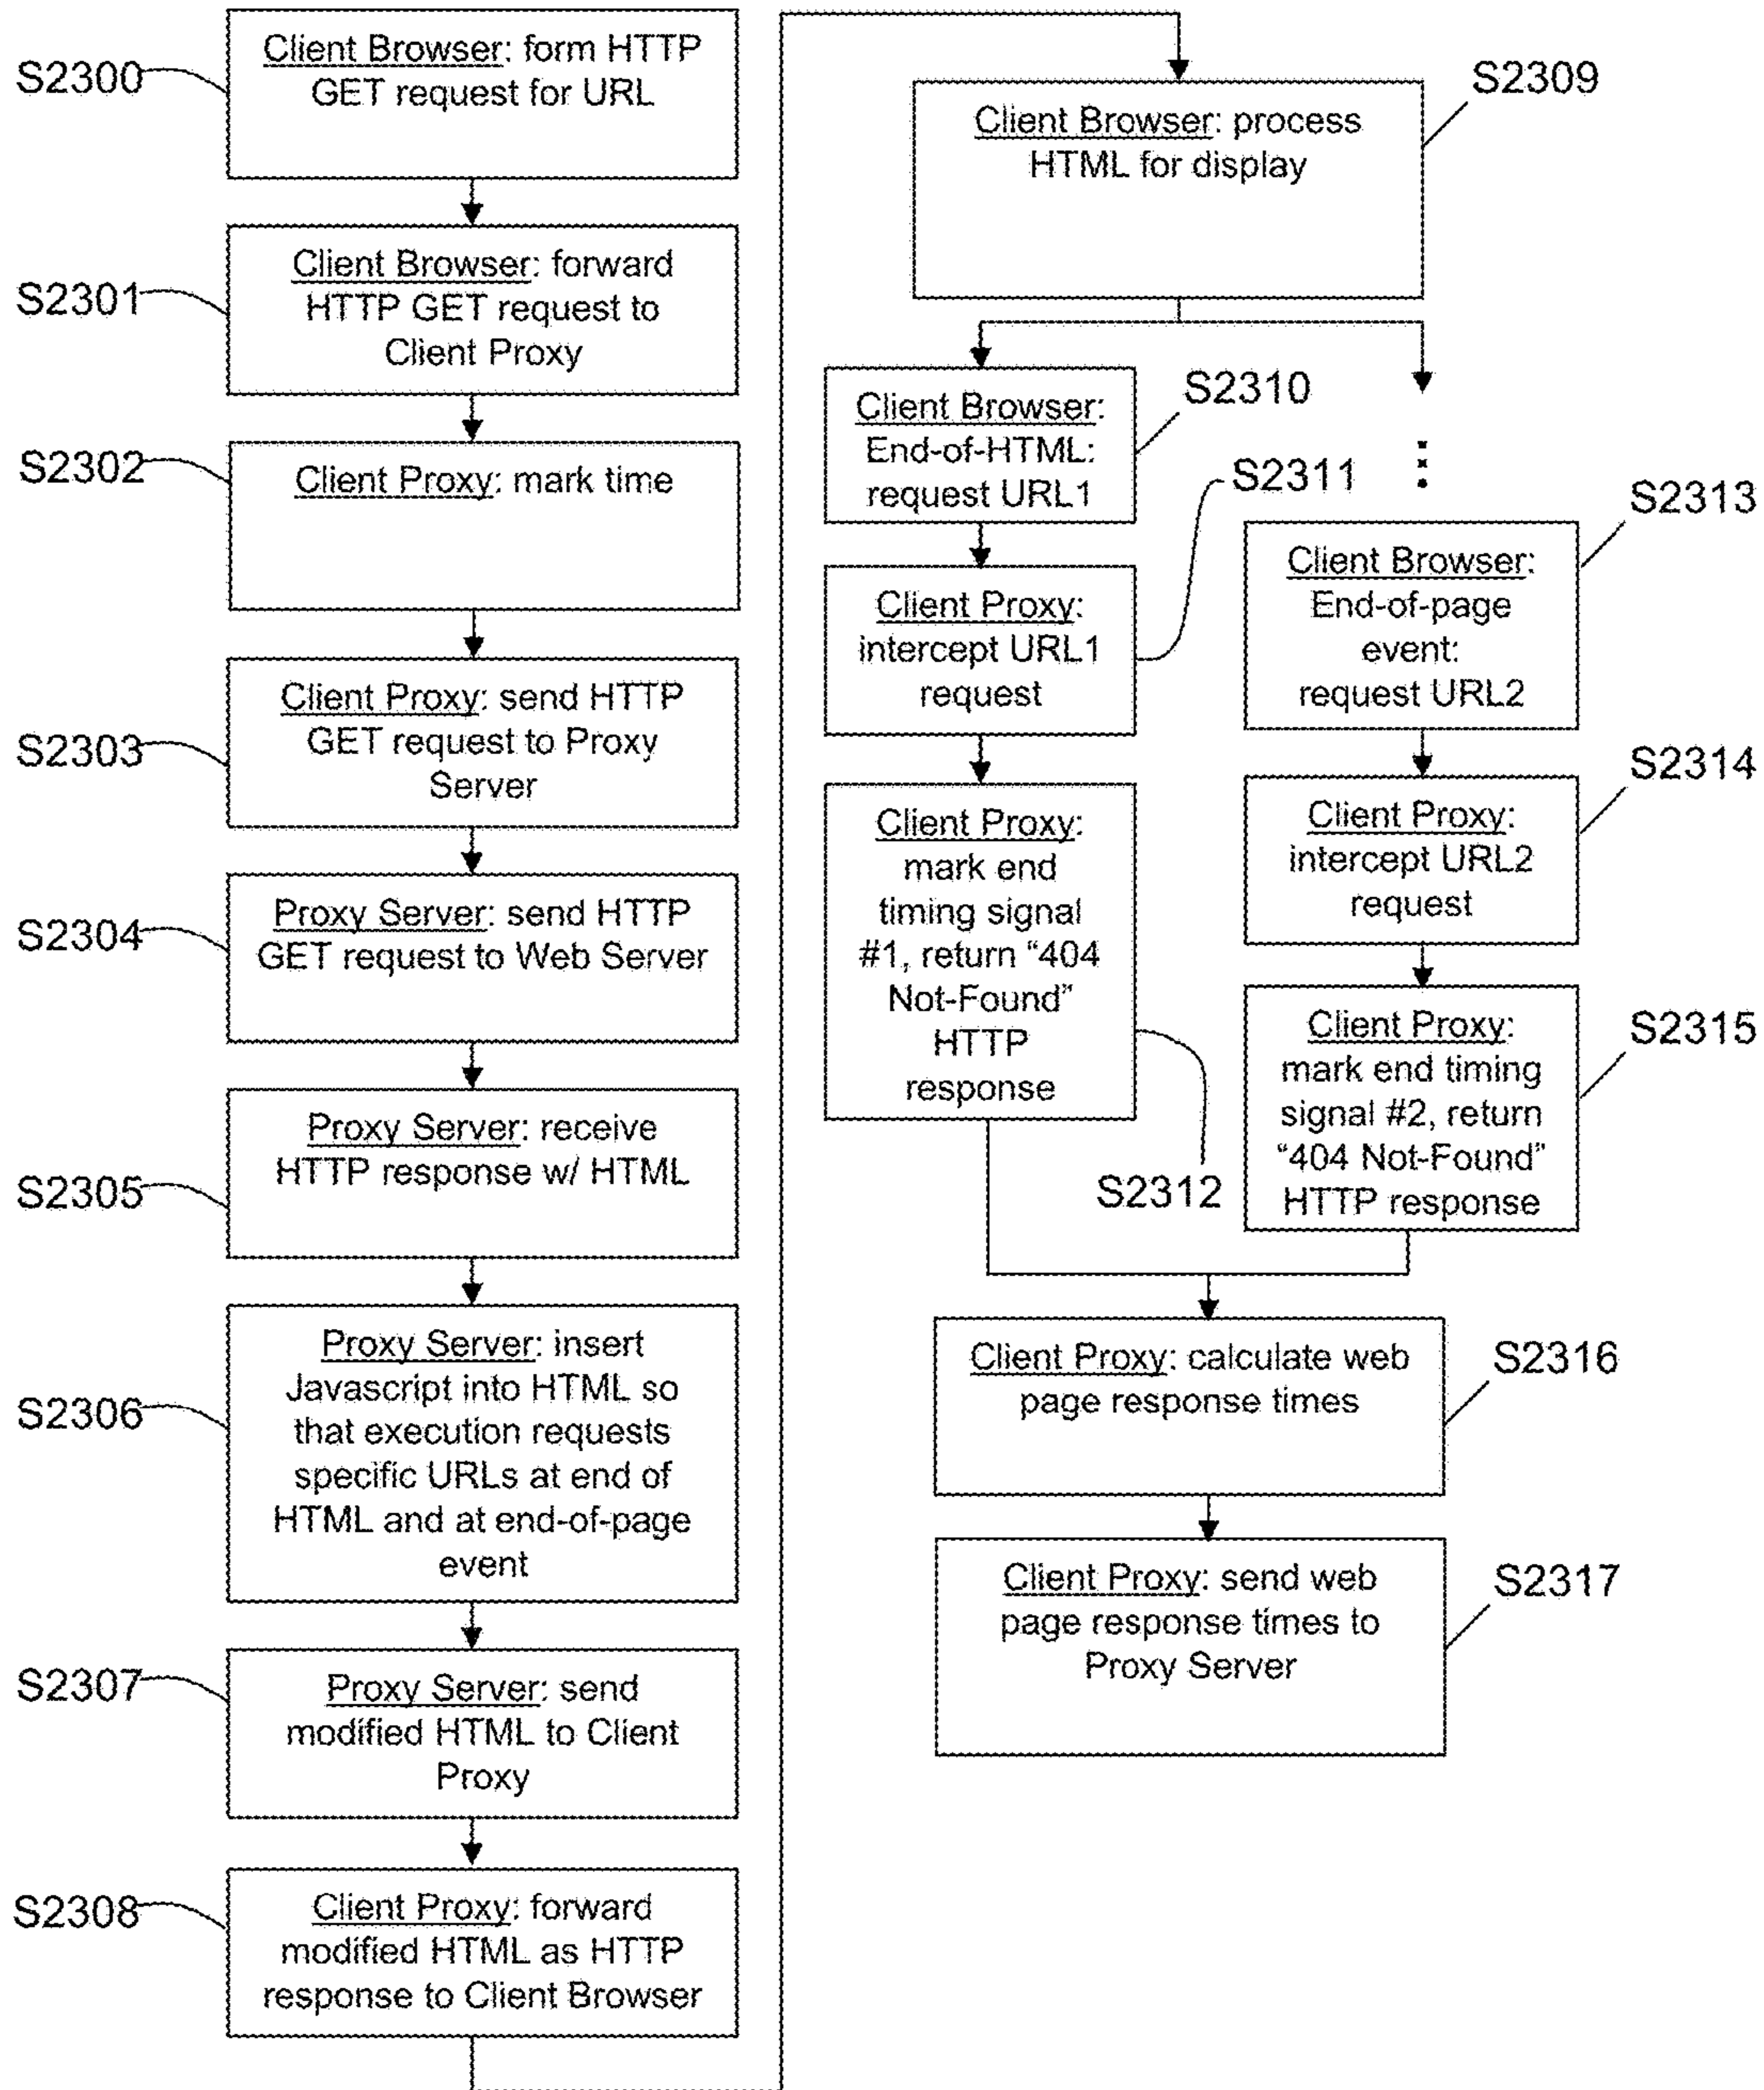 S2300
Client Browser: form HTTP
GET request for URL
S2301
Client Browser: forward
HTTP GET request to
Client Proxy
S2302
Client Proxy: mark time
S2303
Client Proxy: send HTTP
GET request to Proxy
Server
S2304
Proxy Server: send HTTP
GET request to Web Server
S2305
Proxy Server: receive
HTTP response w/ HTML
S2306
Proxy Server: insert
Javascript into HTML so
that execution requests
specific URLs at end of
HTML and at end-of-page
event
S2307
Proxy Server: send
modified HTML to Client
Proxy
S2308
Client Proxy: forward
modified HTML as HTTP
response to Client Browser
S2309
Client Browser: process
HTML for display
S2310
Client Browser:
End-of-HTML:
request URL1
S2311
Client Proxy:
intercept URL1
request
S2312
Client Proxy:
mark end
timing signal
#1, return “404
Not-Found”
HTTP
response
S2313
Client Browser:
End-of-page
event:
request URL2
S2314
Client Proxy:
intercept URL2
request
S2315
Client Proxy:
mark end timing
signal #2, return
“404 Not-Found”
HTTP response
S2316
Client Proxy: calculate web
page response times
S2317
Client Proxy: send web
page response times to
Proxy Server